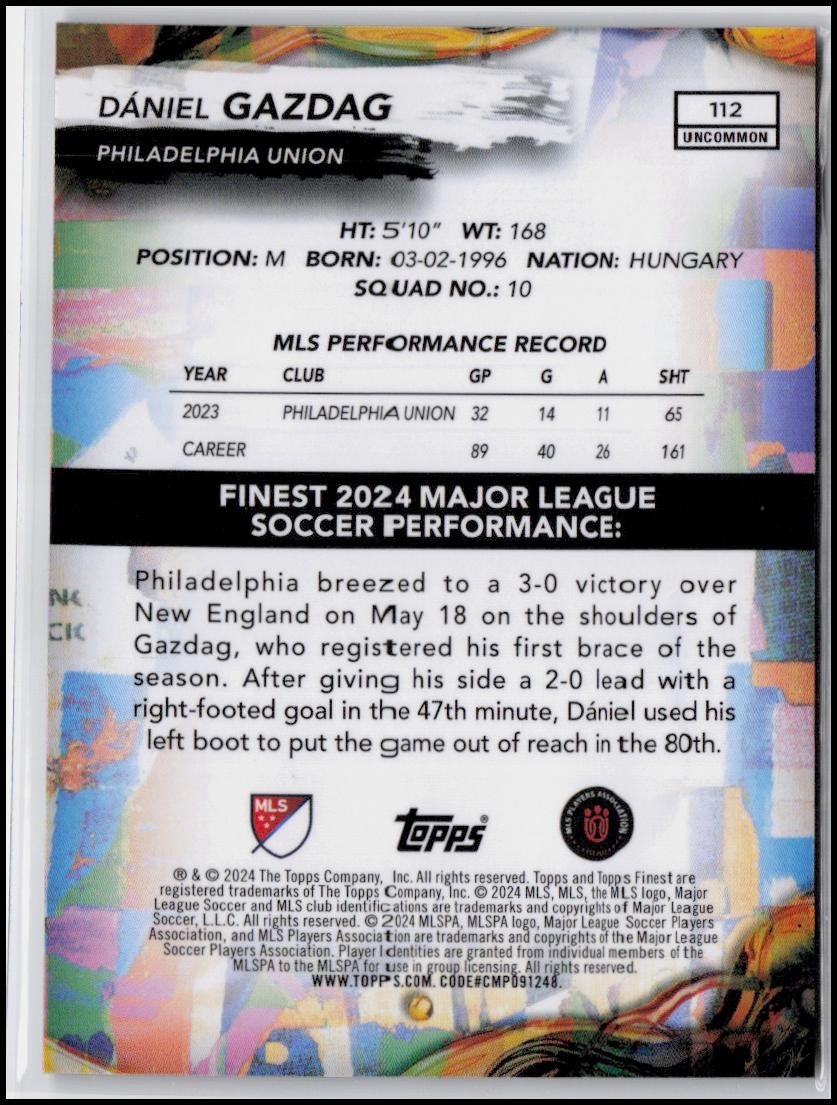 DÁNIEL GAZDAG
112
UNCOMMON
PHILADELPHIA UNION
HT: 5'10" WT: 168
POSITION: M BORN: 03-02-1996 NATION: HUNGARY
SQUAD NO.: 10
MLS PERFORMANCE RECORD
YEAR CLUB GP G A SHT
2023 PHILADELPHIA UNION 32 14 11 65
CAREER 89 40 26 161
FINEST 2024 MAJOR LEAGUE
SOCCER PERFORMANCE:
Philadelphia breezed to a 3-0 victory over
New England on May 18 on the shoulders of
Gazdag, who registered his first brace of the
season. After giving his side a 2-0 lead with a
right-footed goal in the 47th minute, Dániel used his
left boot to put the game out of reach in the 80th.
MLS
topps®
MLS PLAYERS ASSOCIATION
® & © 2024 The Topps Company, Inc. All rights reserved. Topps and Topps Finest are
registered trademarks of The Topps Company, Inc. © 2024 MLS, MLS, the MLS logo, Major
League Soccer and MLS club identifications are trademarks and copyrights of Major League
Soccer, L.L.C. All rights reserved. © 2024 MLSPA, MLSPA logo, Major League Soccer Players
Association, and MLS Players Association are trademarks and copyrights of the Major League
Soccer Players Association. Player Identities are granted from individual members of the
MLSPA to the MLSPA for use in group licensing. All rights reserved.
WWW.TOPPS.COM. CODE#CMP091248.